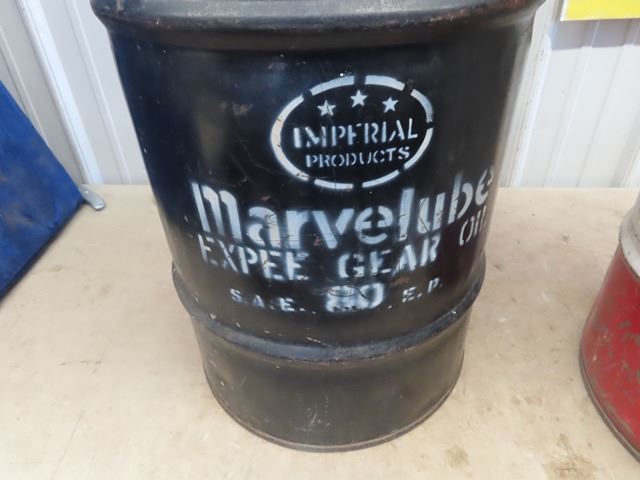 IMPERIAL
PRODUCTS
Marvelube
EXPEE GEAR OIL
S.A.E. 80 E.P.